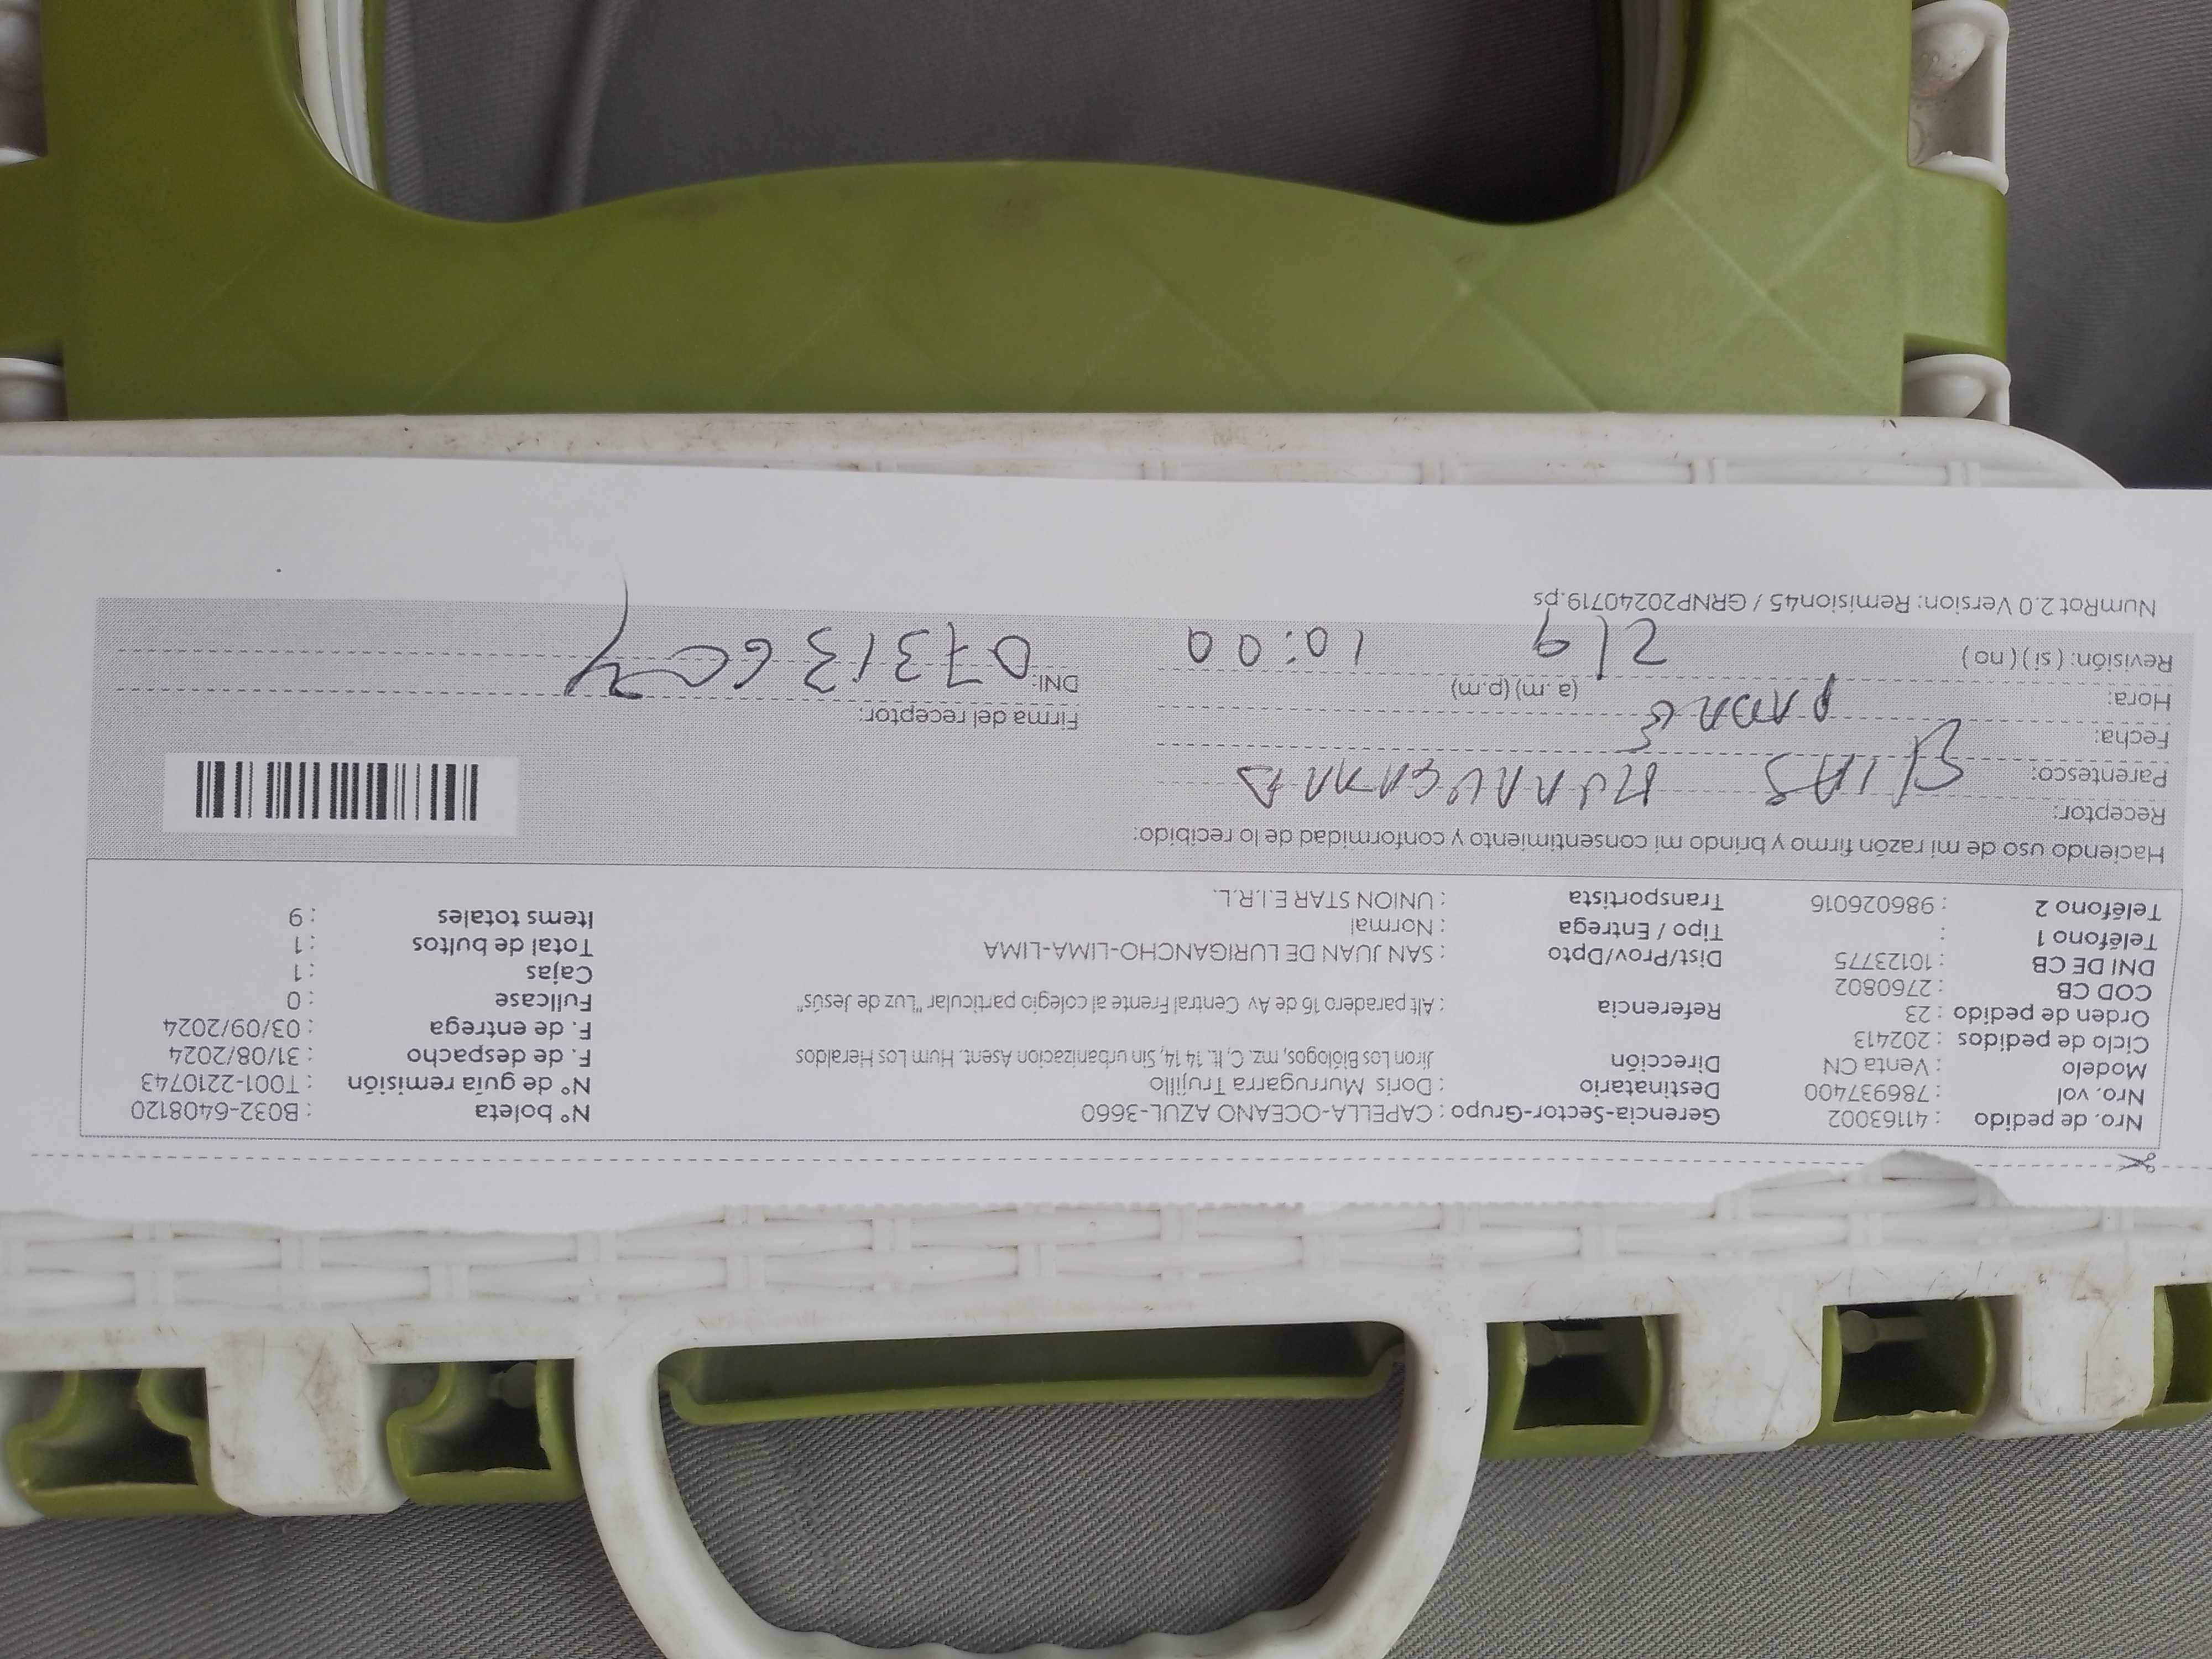 Nro. de pedido : 41163002 Gerencia-Sector-Grupo : CAPELLA-OCEANO AZUL-3660 N° boleta : B032-6408120
Nro. vol : 786937400 Destinatario : Doris Murrugarra Trujillo N° de guía remisión : T001-2210743
Modelo : Venta CN Dirección Jiron Los Biólogos, mz. C, lt. 14 14, Sin urbanizacion Asent. Hum Los Heraldos F. de despacho : 31/08/2024
Ciclo de pedidos : 202413 F. de entrega : 03/09/2024
Orden de pedido : 23 Referencia : Alt paradero 16 de Av Central Frente al colegio particular "Luz de Jesús" Fullcase : 0
COD CB : 2760802 Cajas : 1
DNI DE CB : 10123775 Dist/Prov/Dpto : SAN JUAN DE LURIGANCHO-LIMA-LIMA Total de bultos : 1
Teléfono 1 : Tipo / Entrega : Normal Items totales : 9
Teléfono 2 : 986026016 Transportista : UNION STAR E.I.R.L.
Haciendo uso de mi razón firmo y brindo mi consentimiento y conformidad de lo recibido:
Receptor: ELIAS
Parentesco: PADRE
Fecha: 2/9 Firma del receptor:
Hora: 10:00 (a. m) (p.m) DNI:
Revisión: ( si ) ( no )
NumRot 2.0 Version: Remision45 / GRNP20240719.ps